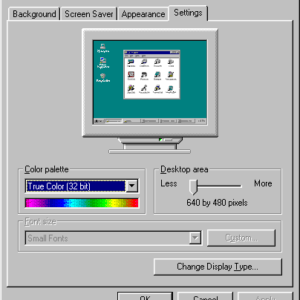 Background
Screen Saver
Appearance
Settings
Color palette
Desktop area
True Color (32 bit)
Less
More
640 by 480 pixels
Font size
Small Fonts
Custom
Change Display Type...
OK
Cancel
Apply